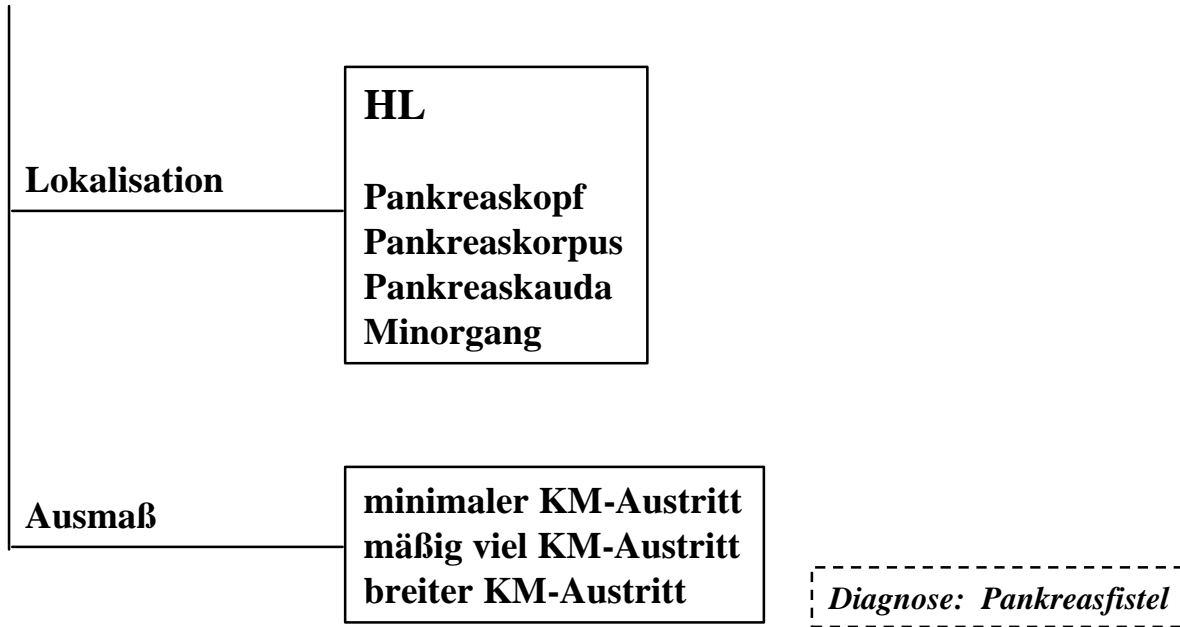 Lokalisation
HL
Pankreaskopf
Pankreaskorpus
Pankreaskauda
Minorgang
Ausmaß
minimaler KM-Austritt
mäßig viel KM-Austritt
breiter KM-Austritt
Diagnose: Pankreasfistel